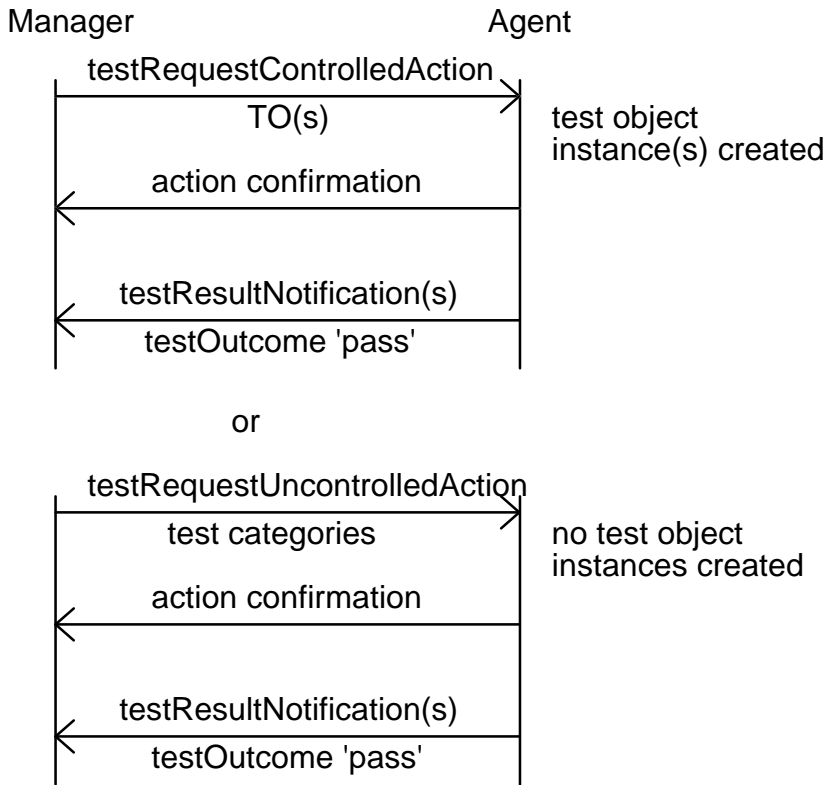 Manager
Agent
testRequestControlledAction
TO(s)
test object
instance(s) created
action confirmation
testResultNotification(s)
testOutcome 'pass'
or
testRequestUncontrolledAction
test categories
no test object
instances created
action confirmation
testResultNotification(s)
testOutcome 'pass'